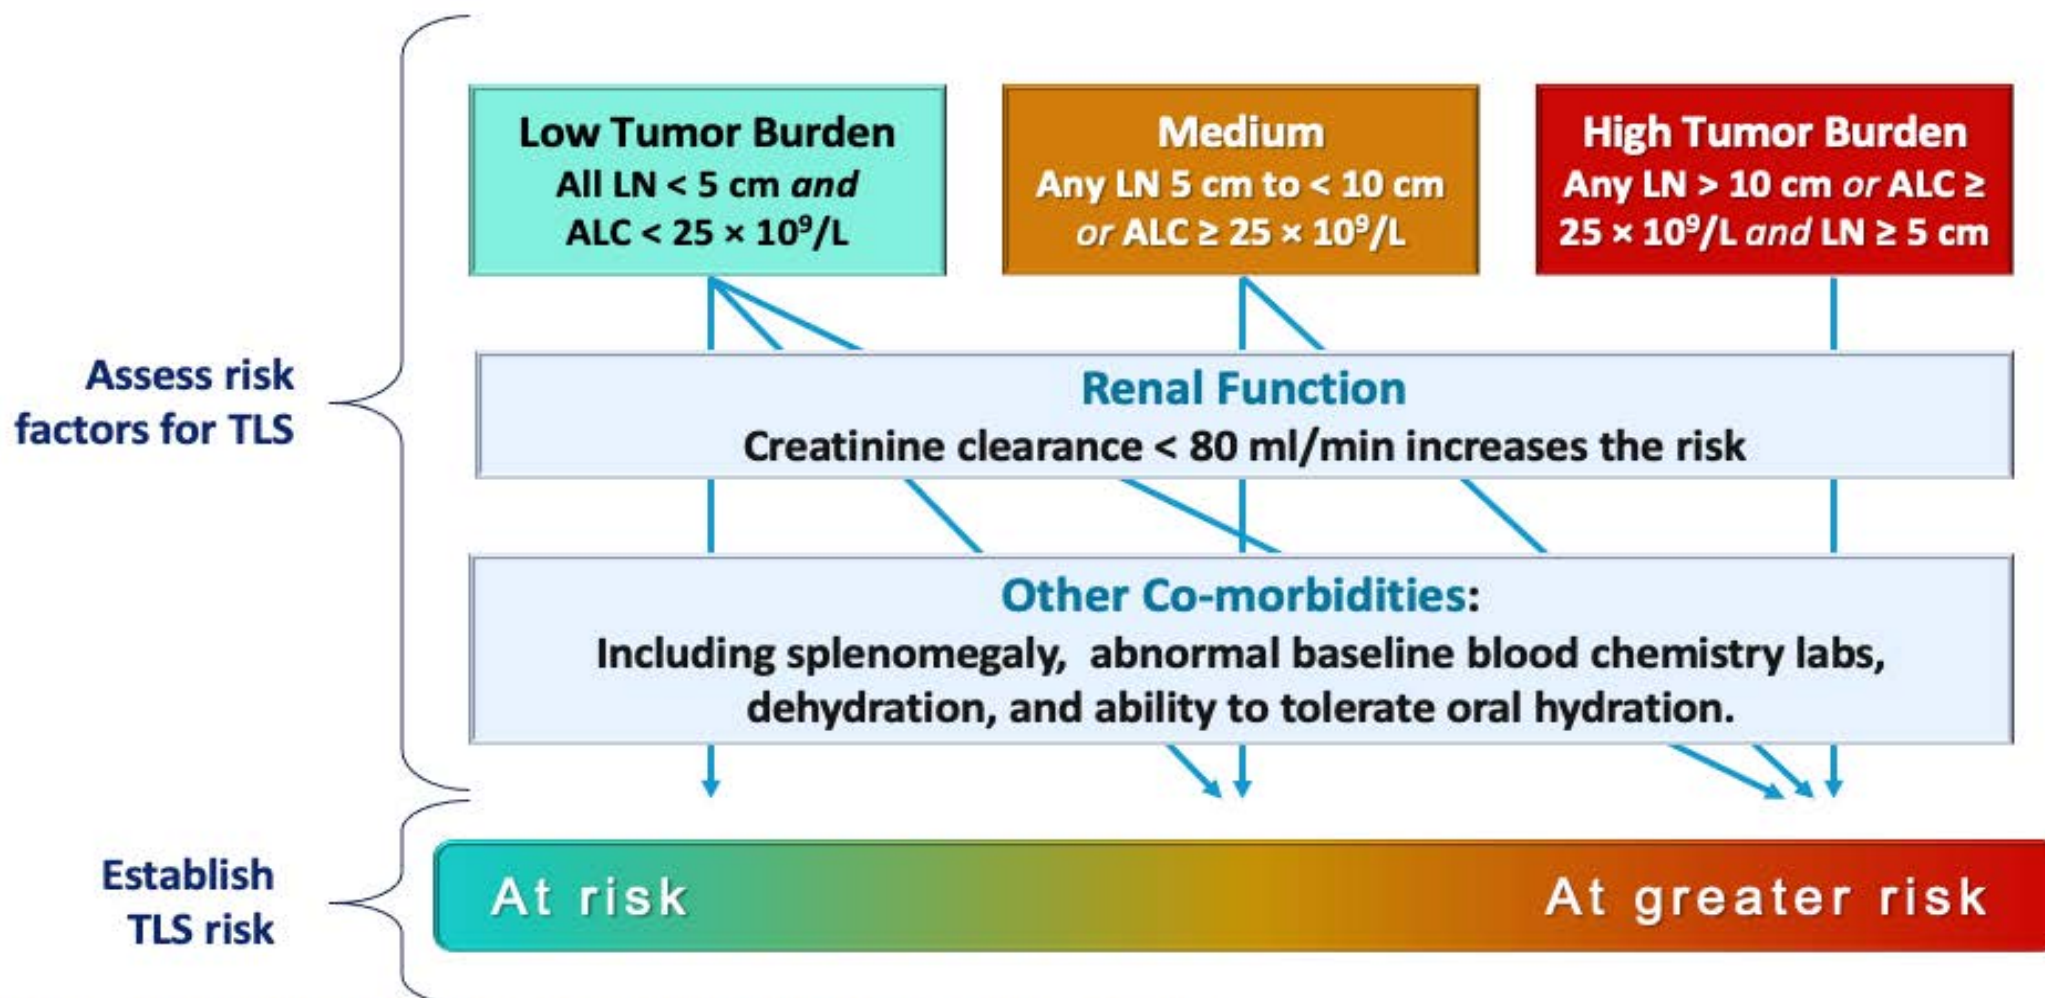 Low Tumor Burden
All LN < 5 cm and
ALC < 25 × 10⁹/L
Medium
Any LN 5 cm to < 10 cm
or ALC ≥ 25 × 10⁹/L
High Tumor Burden
Any LN > 10 cm or ALC ≥
25 × 10⁹/L and LN ≥ 5 cm
Assess risk
factors for TLS
Renal Function
Creatinine clearance < 80 ml/min increases the risk
Other Co-morbidities:
Including splenomegaly, abnormal baseline blood chemistry labs,
dehydration, and ability to tolerate oral hydration.
Establish
TLS risk
At risk
At greater risk